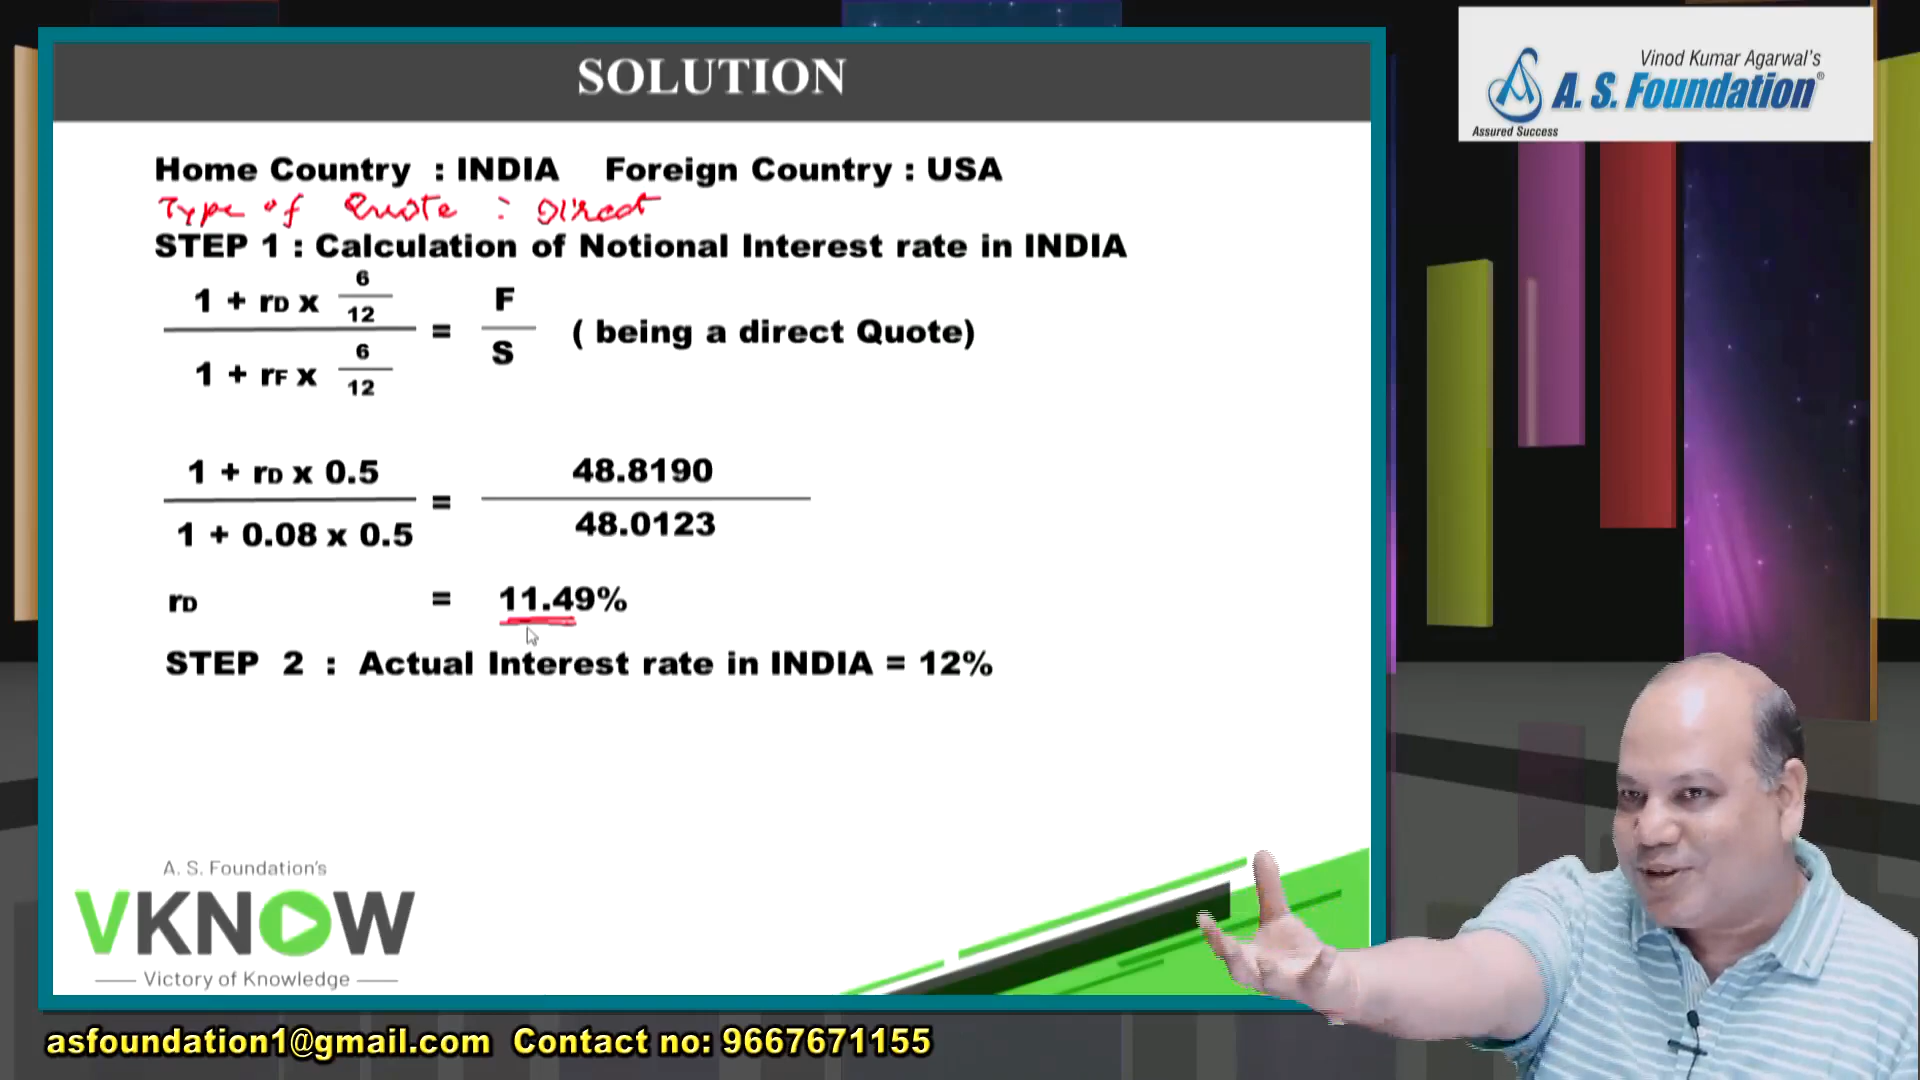 SOLUTION
Vinod Kumar Agarwal's
A. S. Foundation®
Assured Success
Home Country : INDIA Foreign Country : USA
Type of Quote : Direct
STEP 1 : Calculation of Notional Interest rate in INDIA
1 + rD x 6/12
1 + rF x 6/12
= F/S ( being a direct Quote)
1 + rD x 0.5
1 + 0.08 x 0.5
= 48.8190
48.0123
rD = 11.49%
STEP 2 : Actual Interest rate in INDIA = 12%
A. S. Foundation's
VKNOW
Victory of Knowledge
asfoundation1@gmail.com Contact no: 9667671155